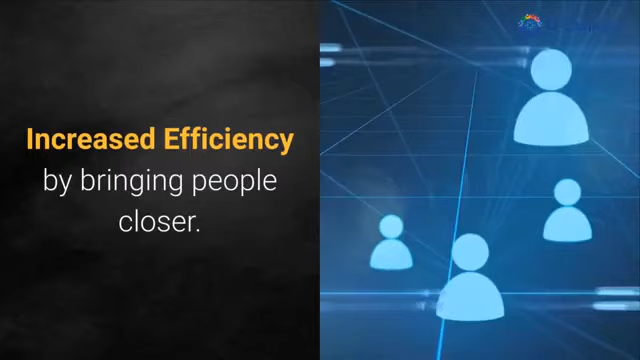 Increased Efficiency
by bringing people
closer.